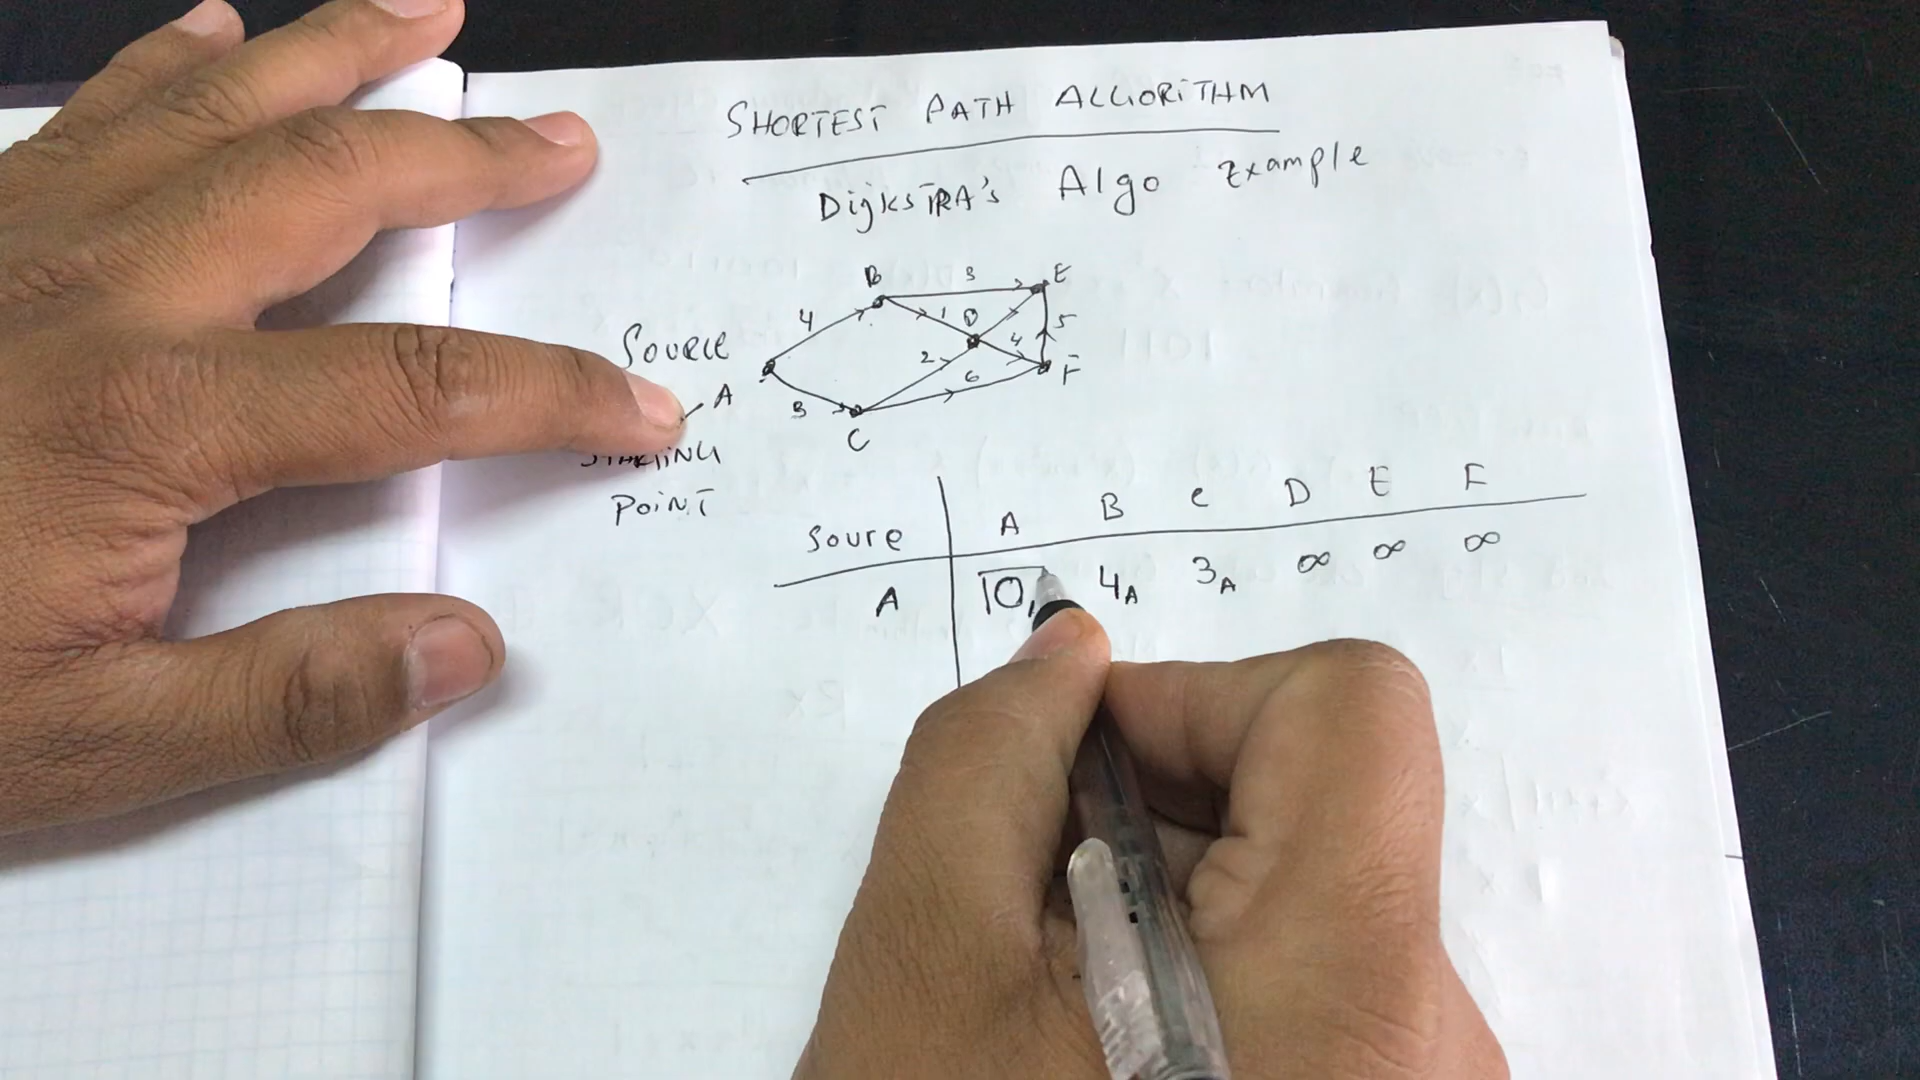 SHORTEST PATH ALGORITHM
DijkSTRA's Algo Example
B 3 E
4 1 D
SOURCE 2 4 5
A 3 6 F
C
STARTING
POINT
Soure A B C D E F
A 0 4A 3A ∞ ∞ ∞